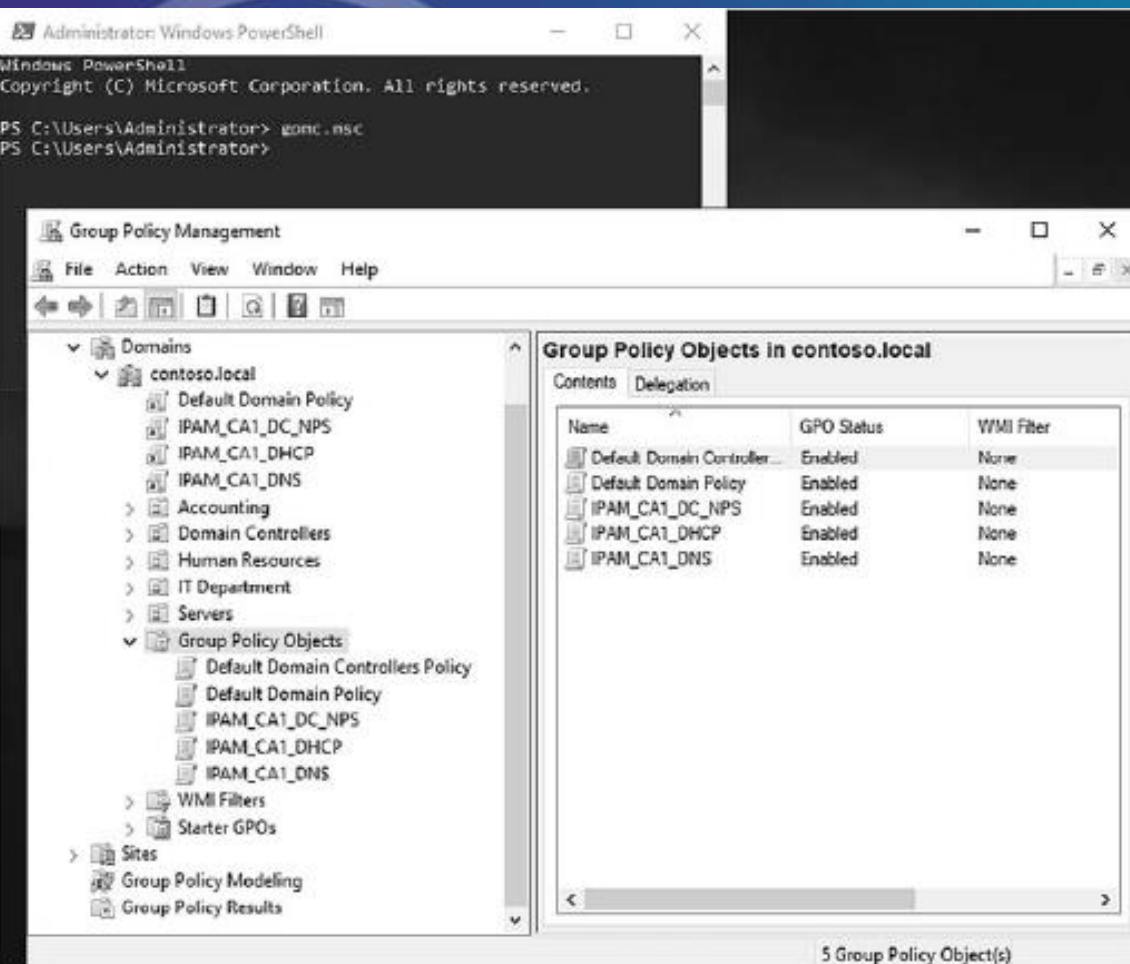 Administrator: Windows PowerShell
Windows PowerShell
Copyright (C) Microsoft Corporation. All rights reserved.
PS C:\Users\Administrator> gpmc.msc
PS C:\Users\Administrator>
Group Policy Management
File Action View Window Help
Domains
contoso.local
Default Domain Policy
IPAM_CA1_DC_NPS
IPAM_CA1_DHCP
IPAM_CA1_DNS
Accounting
Domain Controllers
Human Resources
IT Department
Servers
Group Policy Objects
Default Domain Controllers Policy
Default Domain Policy
IPAM_CA1_DC_NPS
IPAM_CA1_DHCP
IPAM_CA1_DNS
WMI Filters
Starter GPOs
Sites
Group Policy Modeling
Group Policy Results
Group Policy Objects in contoso.local
Contents Delegation
Name GPO Status WMI Filter
Default Domain Controller... Enabled None
Default Domain Policy Enabled None
IPAM_CA1_DC_NPS Enabled None
IPAM_CA1_DHCP Enabled None
IPAM_CA1_DNS Enabled None
5 Group Policy Object(s)